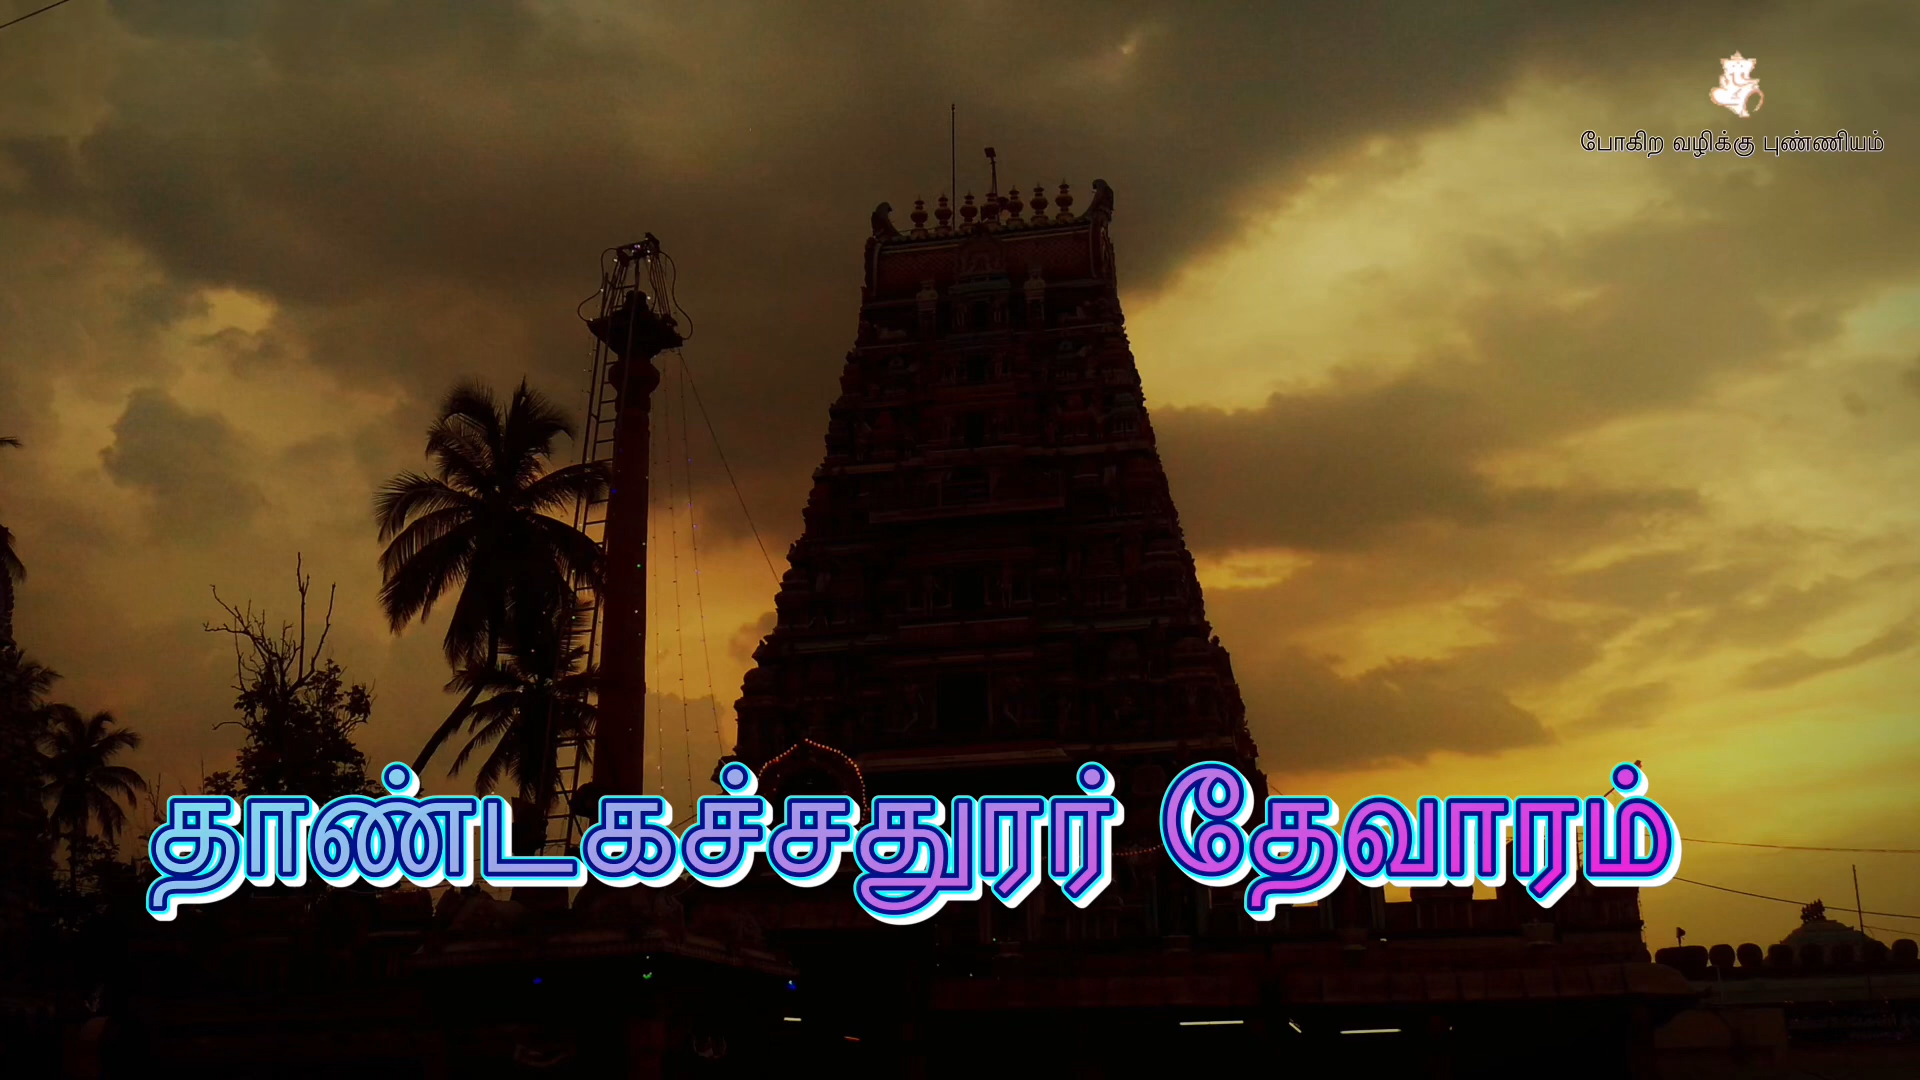 போகிற வழிக்கு புண்ணியம்
தாண்டகச்சதுரர் தேவாரம்